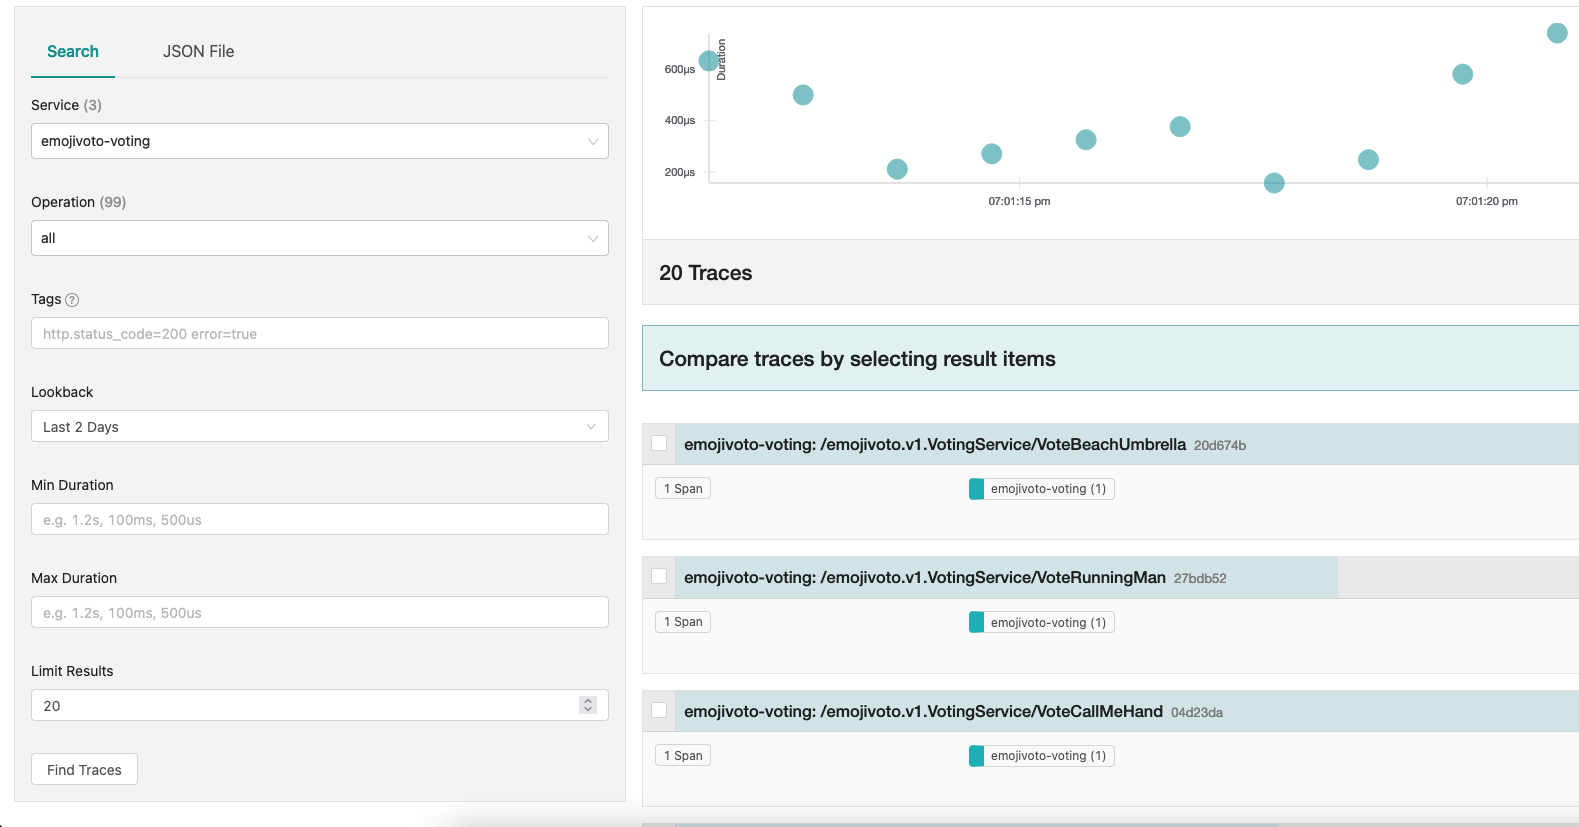 Search
JSON File
Service (3)
emojivoto-voting
Operation (99)
all
Tags ?
http.status_code=200 error=true
Lookback
Last 2 Days
Min Duration
e.g. 1.2s, 100ms, 500us
Max Duration
e.g. 1.2s, 100ms, 500us
Limit Results
20
Find Traces
Duration
600μs
400μs
200μs
07:01:15 pm
07:01:20 pm
20 Traces
Compare traces by selecting result items
emojivoto-voting: /emojivoto.v1.VotingService/VoteBeachUmbrella 20d674b
1 Span
emojivoto-voting (1)
emojivoto-voting: /emojivoto.v1.VotingService/VoteRunningMan 27bdb52
1 Span
emojivoto-voting (1)
emojivoto-voting: /emojivoto.v1.VotingService/VoteCallMeHand 04d23da
1 Span
emojivoto-voting (1)